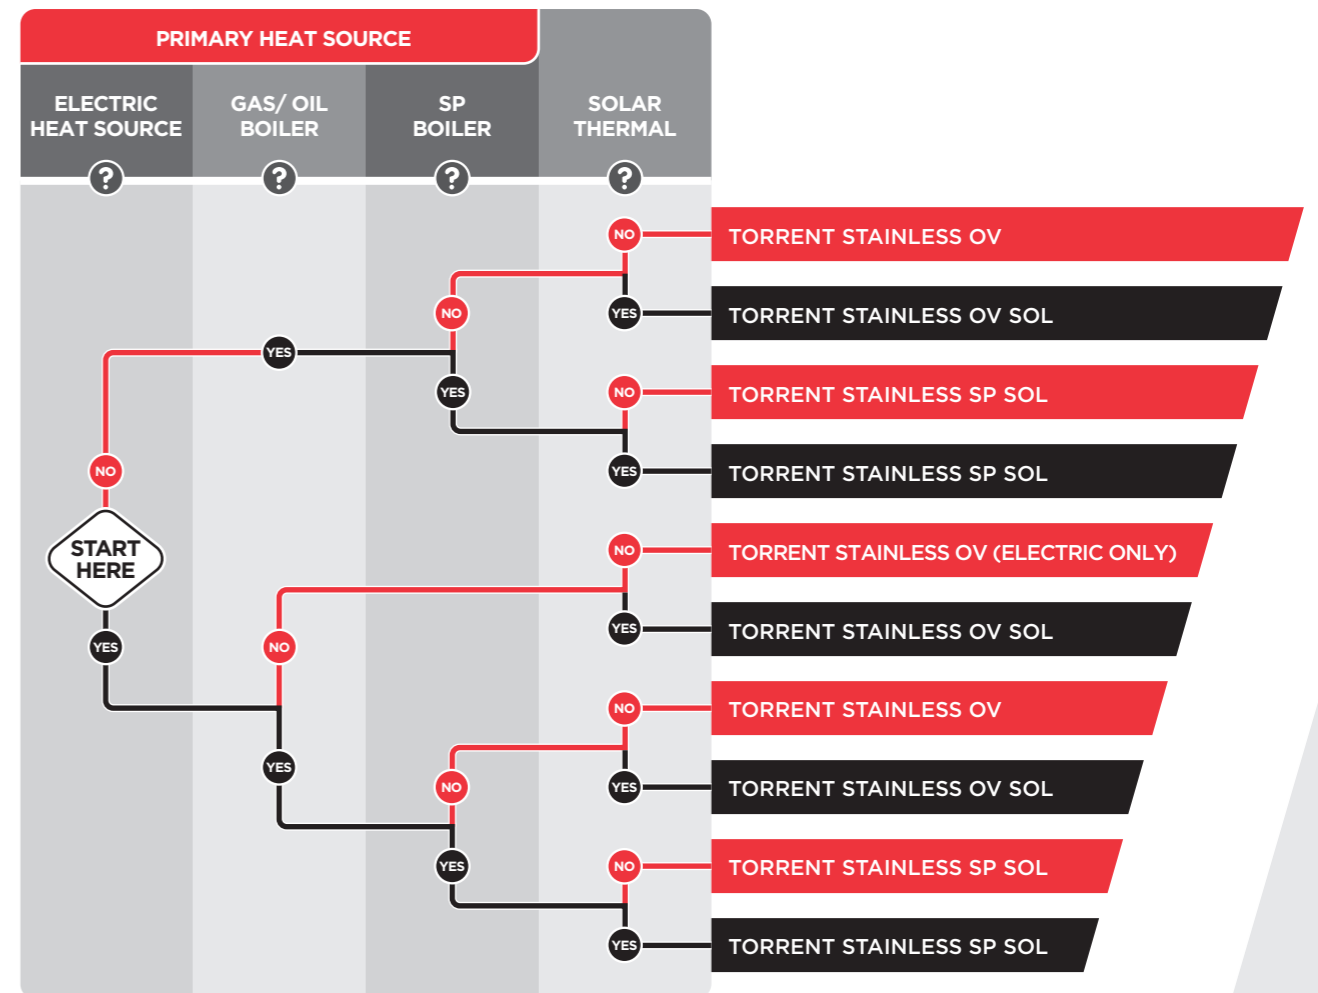 PRIMARY HEAT SOURCE
ELECTRIC
HEAT SOURCE
?
GAS/ OIL
BOILER
?
SP
BOILER
?
SOLAR
THERMAL
?
NO
TORRENT STAINLESS OV
NO
YES
TORRENT STAINLESS OV SOL
YES
YES
NO
TORRENT STAINLESS SP SOL
NO
YES
TORRENT STAINLESS SP SOL
START
HERE
NO
TORRENT STAINLESS OV (ELECTRIC ONLY)
YES
NO
YES
TORRENT STAINLESS OV SOL
NO
TORRENT STAINLESS OV
YES
NO
YES
TORRENT STAINLESS OV SOL
YES
NO
TORRENT STAINLESS SP SOL
YES
TORRENT STAINLESS SP SOL